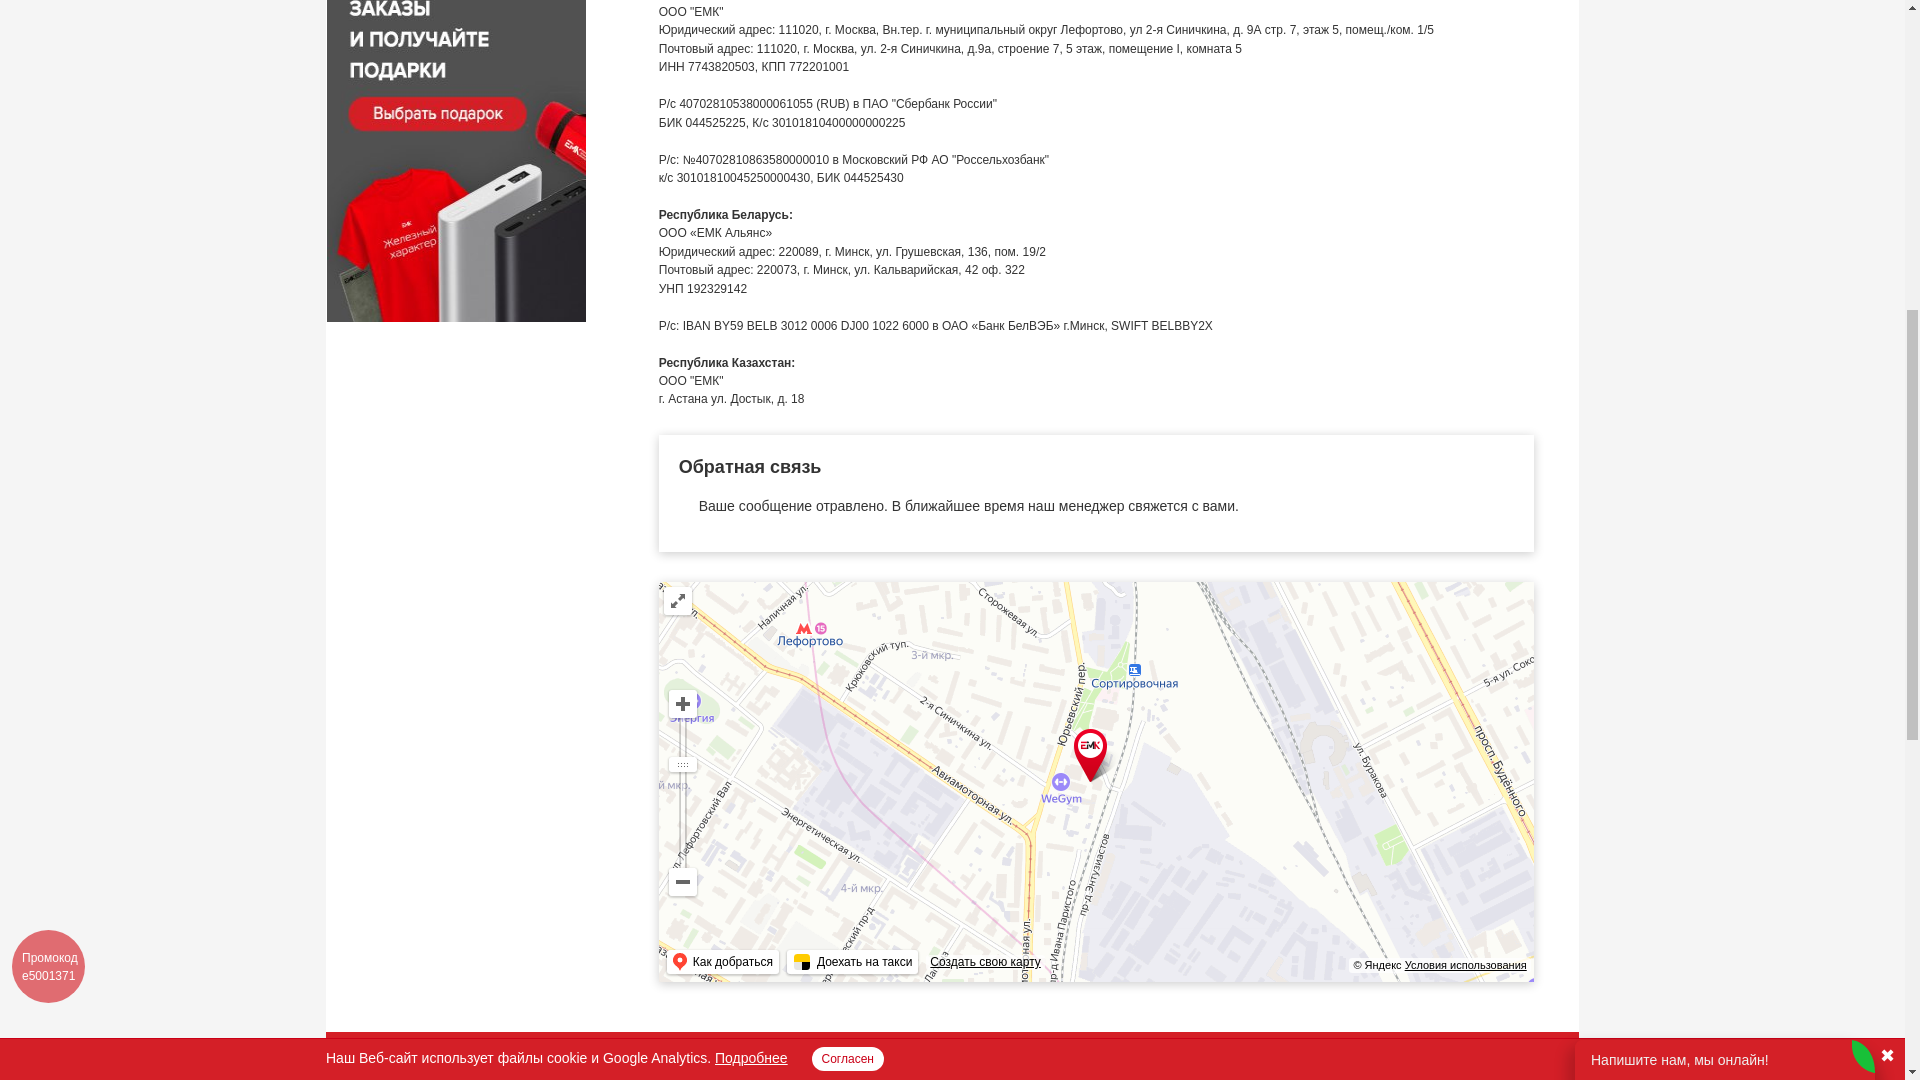 ЗАКАЗЫ
И ПОЛУЧАЙТЕ
ПОДАРКИ
Выбрать подарок
ЕМК
ЕМК
Железный
характер
ООО "ЕМК"
Юридический адрес: 111020, г. Москва, Вн.тер. г. муниципальный округ Лефортово, ул 2-я Синичкина, д. 9А стр. 7, этаж 5, помещ./ком. 1/5
Почтовый адрес: 111020, г. Москва, ул. 2-я Синичкина, д.9а, строение 7, 5 этаж, помещение I, комната 5
ИНН 7743820503, КПП 772201001
Р/с 40702810538000061055 (RUB) в ПАО "Сбербанк России"
БИК 044525225, К/с 30101810400000000225
Р/с: №40702810863580000010 в Московский РФ АО "Россельхозбанк"
к/с 30101810045250000430, БИК 044525430
Республика Беларусь:
ООО «ЕМК Альянс»
Юридический адрес: 220089, г. Минск, ул. Грушевская, 136, пом. 19/2
Почтовый адрес: 220073, г. Минск, ул. Кальварийская, 42 оф. 322
УНП 192329142
Р/с: IBAN BY59 BELB 3012 0006 DJ00 1022 6000 в ОАО «Банк БелВЭБ» г.Минск, SWIFT BELBBY2X
Республика Казахстан:
ООО "ЕМК"
г. Астана ул. Достык, д. 18
Обратная связь
Ваше сообщение отравлено. В ближайшее время наш менеджер свяжется с вами.
Наличная ул.
Сторожевая ул.
15
Лефортово
Крюковский туп.
3-й мкр.
Сортировочная
5-я ул. Соко
Юрьевский пер.
Энергия
2-я Синичкина ул.
ЕМК
WeGym
Авиамоторная ул.
ул. Буракова
просп. Будённого
й мкр.
ул. Лефортовский Вал
Энергетическая ул.
4-й мкр.
пр-д Энтузиастов
пр-д Ивана Паристого
Как добраться
Доехать на такси
Создать свою карту
© Яндекс Условия использования
Промокод
e5001371
Наш Веб-сайт использует файлы cookie и Google Analytics. Подробнее
Согласен
Напишите нам, мы онлайн!